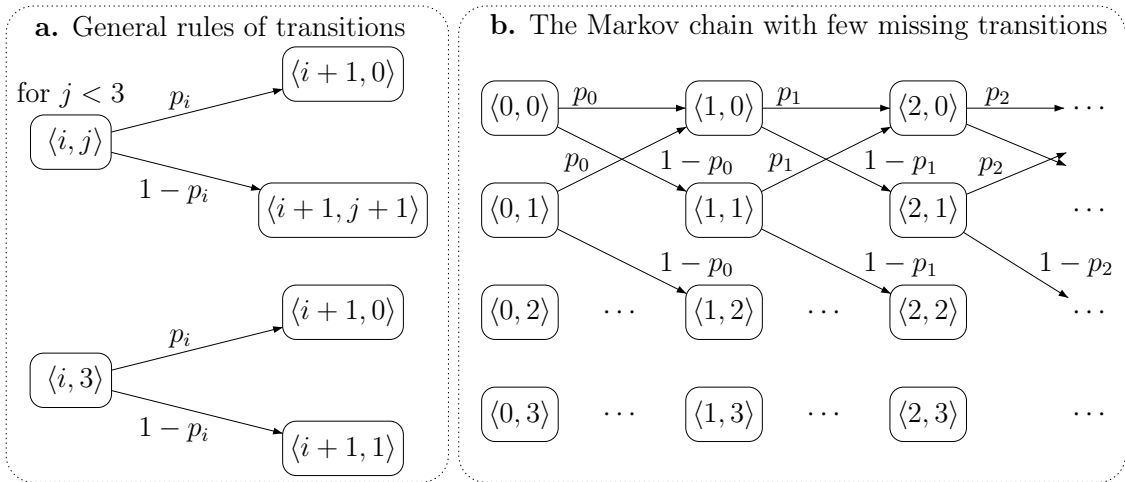 a. General rules of transitions
for j < 3
⟨i, j⟩
p_i
1 − p_i
⟨i + 1, 0⟩
⟨i + 1, j + 1⟩
⟨i, 3⟩
p_i
1 − p_i
⟨i + 1, 0⟩
⟨i + 1, 1⟩
b. The Markov chain with few missing transitions
⟨0, 0⟩ p_0 ⟨1, 0⟩ p_1 ⟨2, 0⟩ p_2 ⋯
p_0 1 − p_0 p_1 1 − p_1 p_2
⟨0, 1⟩ ⟨1, 1⟩ ⟨2, 1⟩ ⋯
1 − p_0 1 − p_1 1 − p_2
⟨0, 2⟩ ⋯ ⟨1, 2⟩ ⋯ ⟨2, 2⟩ ⋯
⟨0, 3⟩ ⋯ ⟨1, 3⟩ ⋯ ⟨2, 3⟩ ⋯